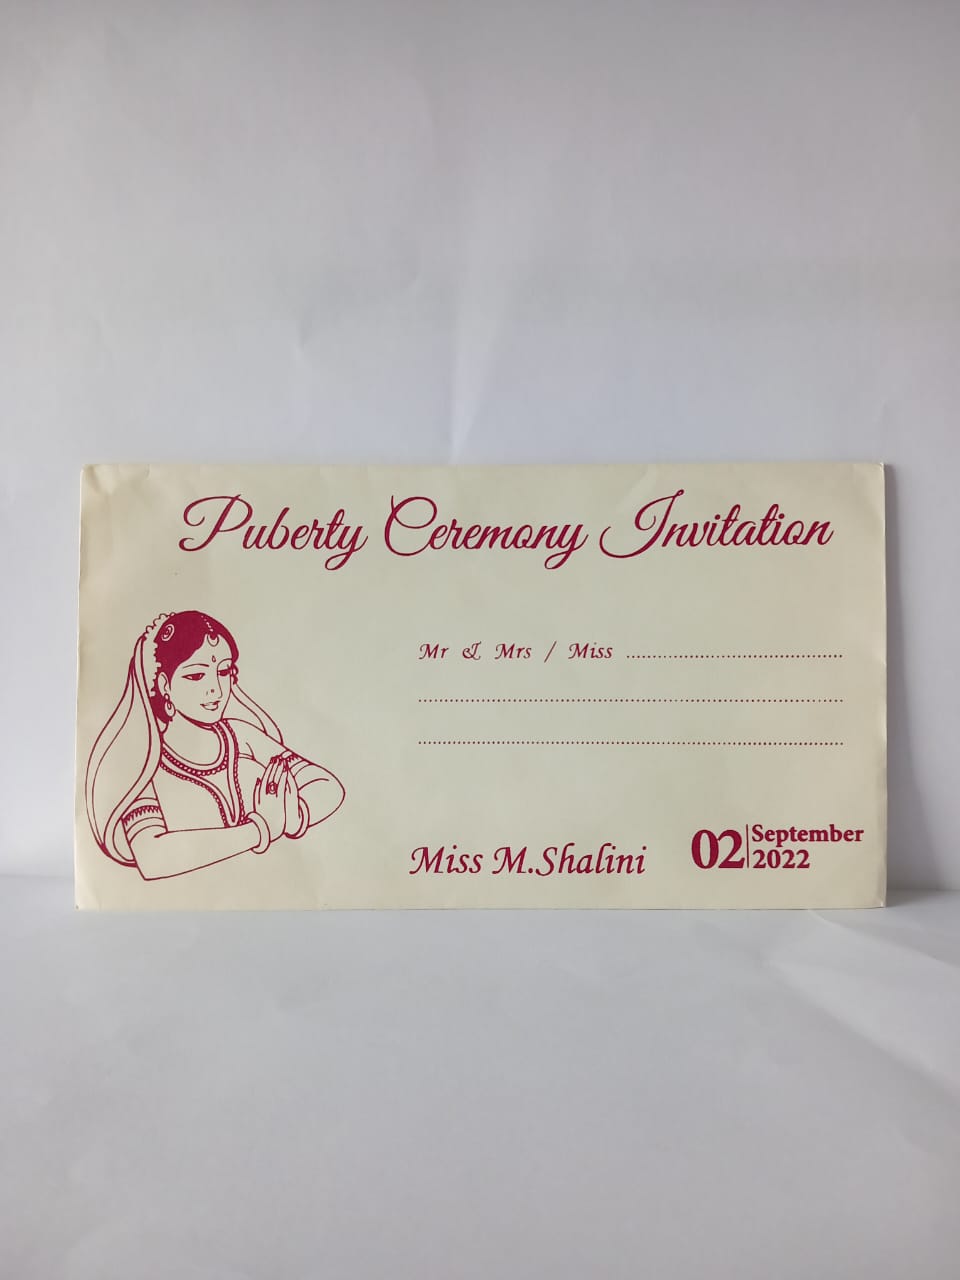 Puberty Ceremony Invitation
Mr & Mrs / Miss ........................................................
........................................................................................
........................................................................................
Miss M.Shalini
02 September
2022